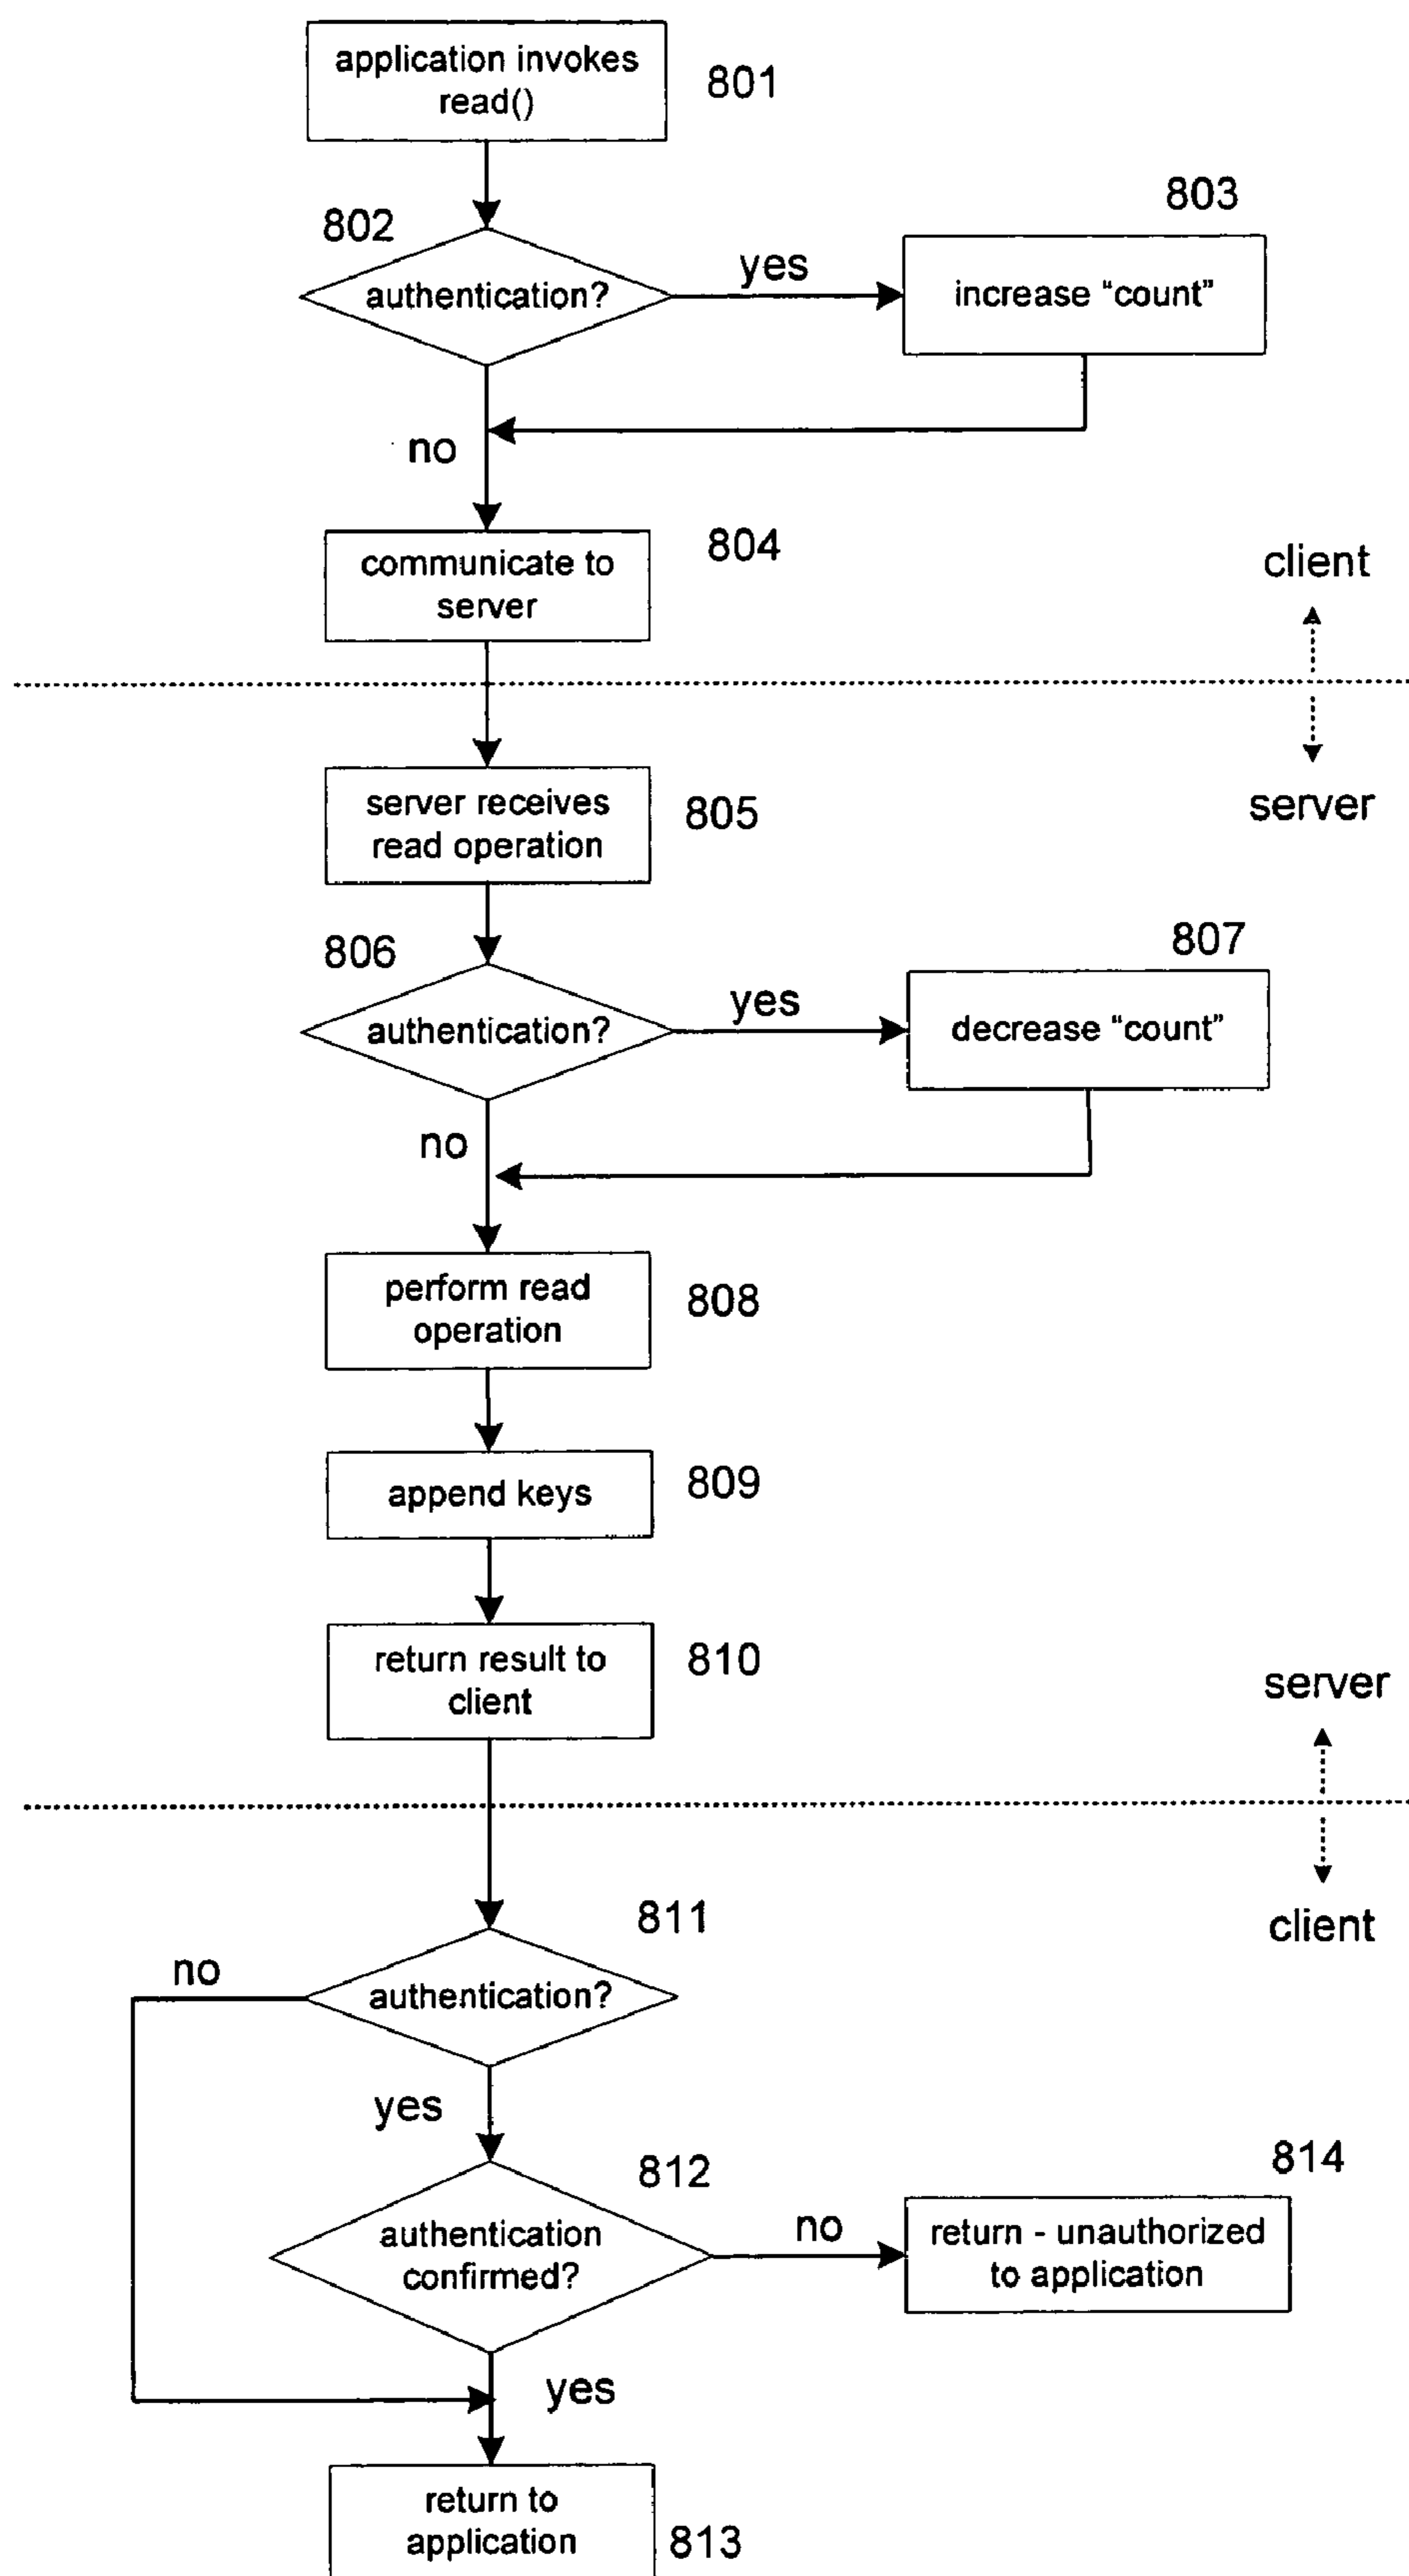 application invokes
read()
801
802
803
authentication?
yes
increase “count”
no
communicate to
server
804
client
server
server receives
read operation
805
806
807
authentication?
yes
decrease “count”
no
perform read
operation
808
append keys
809
return result to
client
810
server
client
811
no
authentication?
yes
812
814
authentication
confirmed?
no
return - unauthorized
to application
yes
return to
application
813